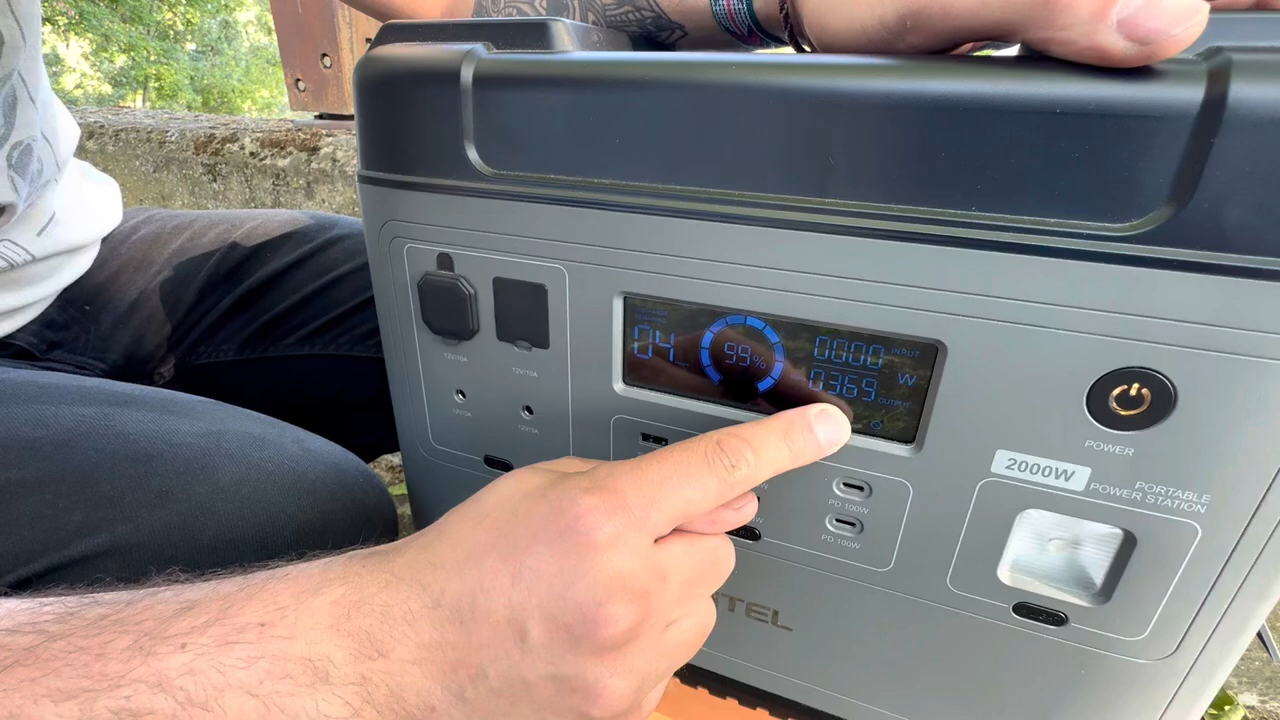 04
99%
0000 INPUT
W
0369 OUTPUT
12V/10A
12V/10A
12V/3A
12V/3A
POWER
2000W
PORTABLE
POWER STATION
PD 100W
PD 100W
W
W
TEL